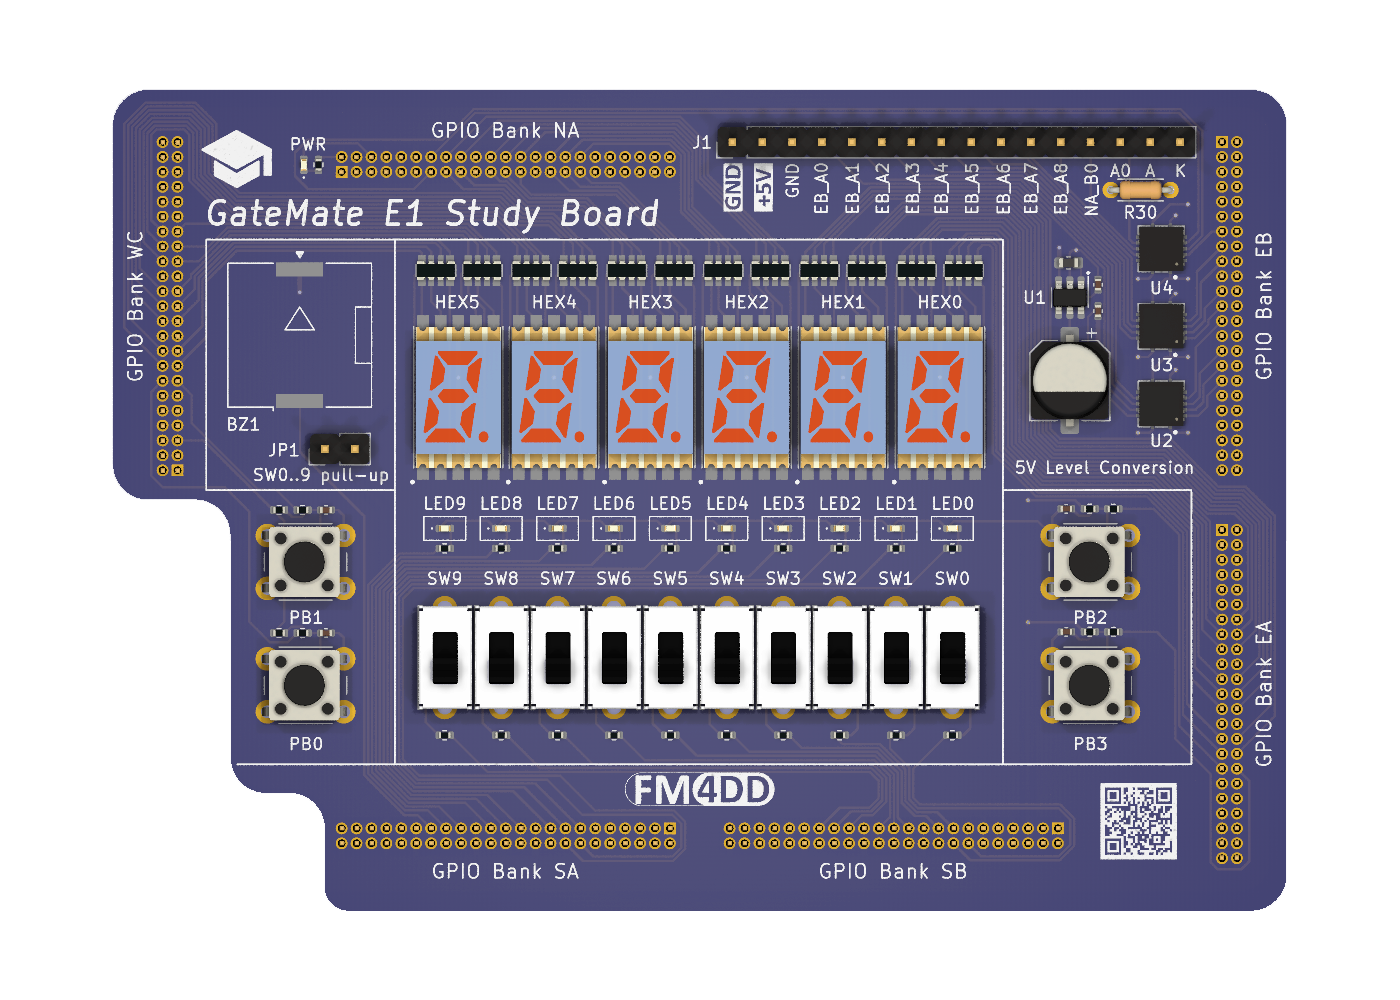 GPIO Bank NA
PWR
J1
GateMate E1 Study Board
GND
+5V
GND
EB_A0
EB_A1
EB_A2
EB_A3
EB_A4
EB_A5
EB_A6
EB_A7
EB_A8
NA_B0
A0 A K
R30
GPIO Bank WC
GPIO Bank EB
U4
U1
+
U3
U2
5V Level Conversion
HEX5 HEX4 HEX3 HEX2 HEX1 HEX0
BZ1
JP1
SW0..9 pull-up
LED9 LED8 LED7 LED6 LED5 LED4 LED3 LED2 LED1 LED0
SW9 SW8 SW7 SW6 SW5 SW4 SW3 SW2 SW1 SW0
PB1
PB2
PB0
PB3
GPIO Bank EA
FM4DD
GPIO Bank SA
GPIO Bank SB